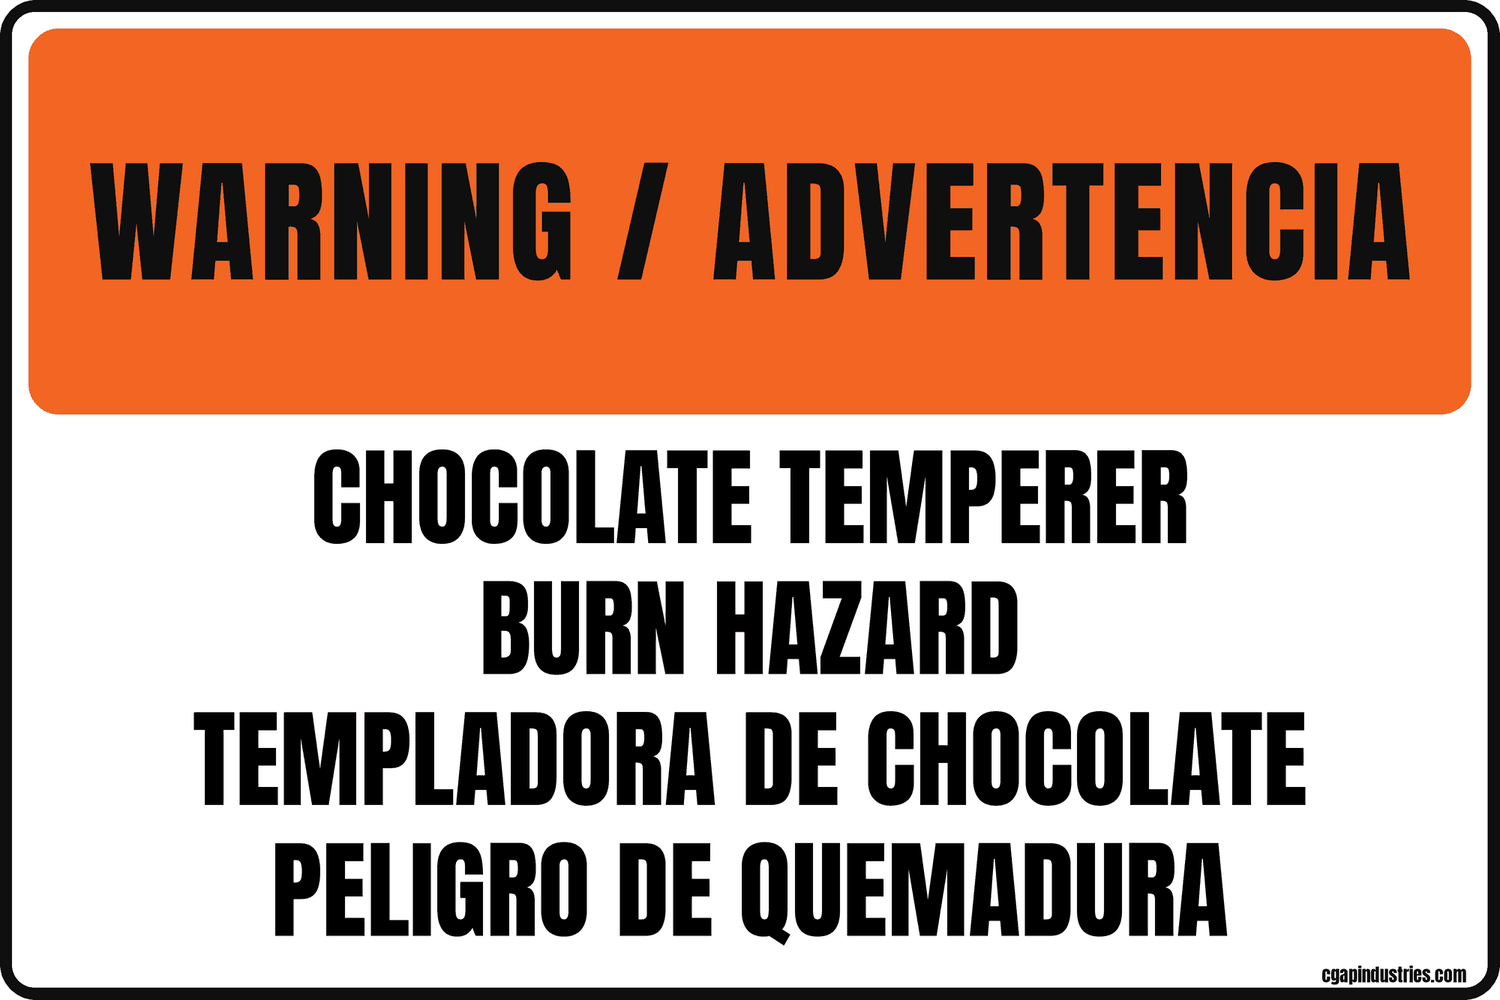 WARNING / ADVERTENCIA
CHOCOLATE TEMPERER
BURN HAZARD
TEMPLADORA DE CHOCOLATE
PELIGRO DE QUEMADURA
cgapindustries.com